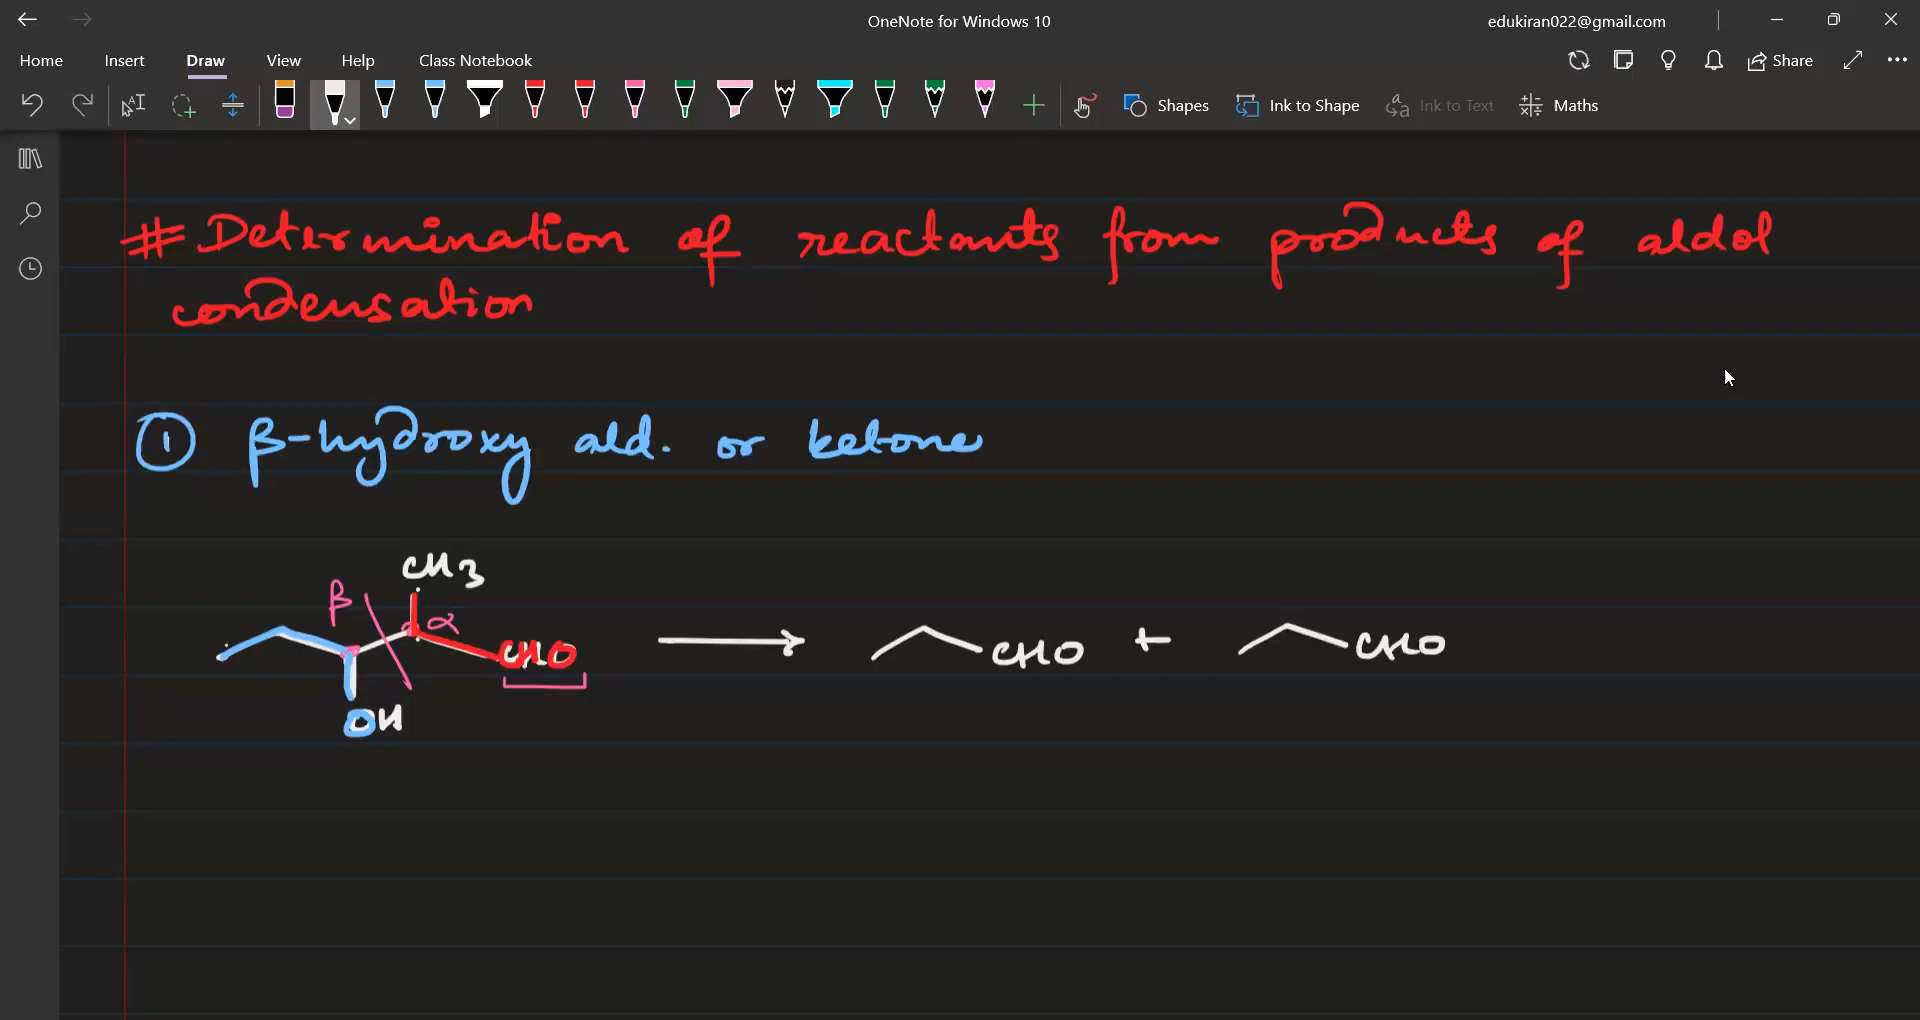 OneNote for Windows 10
edukiran022@gmail.com
Home Insert Draw View Help Class Notebook
Share
Shapes Ink to Shape Ink to Text Maths
# Determination of reactants from products of aldol
condensation
① β-hydroxy ald. or ketones
CH3
β α
CHO → CHO + CHO
OH